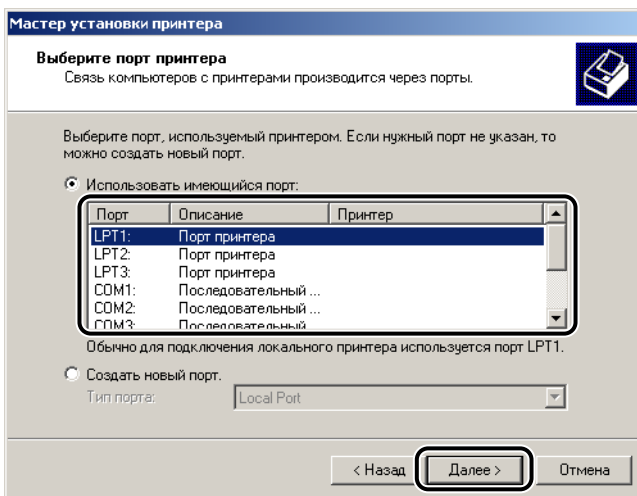 Мастер установки принтера
Выберите порт принтера
Связь компьютеров с принтерами производится через порты.
Выберите порт, используемый принтером. Если нужный порт не указан, то
можно создать новый порт.
Использовать имеющийся порт:
Порт Описание Принтер
LPT1: Порт принтера
LPT2: Порт принтера
LPT3: Порт принтера
COM1: Последовательный ...
COM2: Последовательный ...
COM3: Последовательный
Обычно для подключения локального принтера используется порт LPT1.
Создать новый порт.
Тип порта: Local Port
< Назад Далее > Отмена